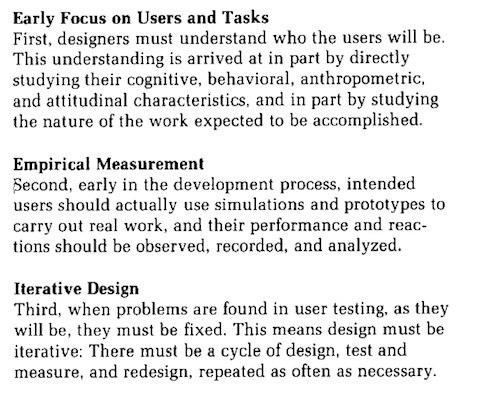 Early Focus on Users and Tasks
First, designers must understand who the users will be.
This understanding is arrived at in part by directly
studying their cognitive, behavioral, anthropometric,
and attitudinal characteristics, and in part by studying
the nature of the work expected to be accomplished.
Empirical Measurement
Second, early in the development process, intended
users should actually use simulations and prototypes to
carry out real work, and their performance and reac-
tions should be observed, recorded, and analyzed.
Iterative Design
Third, when problems are found in user testing, as they
will be, they must be fixed. This means design must be
iterative: There must be a cycle of design, test and
measure, and redesign, repeated as often as necessary.